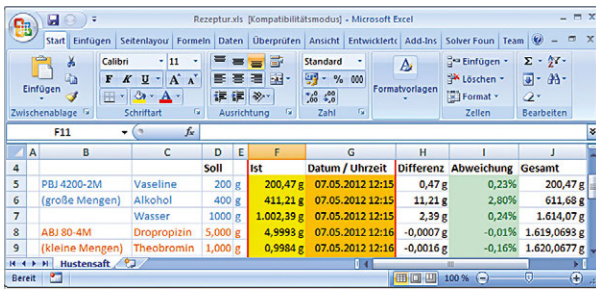 Rezeptur.xls [Kompatibilitätsmodus] - Microsoft Excel
Start Einfügen Seitenlayou Formeln Daten Überprüfen Ansicht Entwicklertc Add-Ins Solver Foun Team
Calibri 11 Standard Einfügen
Einfügen F K U A A % 000 Formatvorlagen Löschen
Format
Zwischenablage Schriftart Ausrichtung Zahl Zellen Bearbeiten
F11 fx
A B C D E F G H I J
4 Soll Ist Datum / Uhrzeit Differenz Abweichung Gesamt
5 PBJ 4200-2M Vaseline 200 g 200,47 g 07.05.2012 12:15 0,47 g 0,23% 200,47 g
6 (große Mengen) Alkohol 400 g 411,21 g 07.05.2012 12:15 11,21 g 2,80% 611,68 g
7 Wasser 1000 g 1.002,39 g 07.05.2012 12:15 2,39 g 0,24% 1.614,07 g
8 ABJ 80-4M Dropropizin 5,000 g 4,9993 g 07.05.2012 12:16 -0,0007 g -0,01% 1.619,0693 g
9 (kleine Mengen) Theobromin 1,000 g 0,9984 g 07.05.2012 12:16 -0,0016 g -0,16% 1.620,0677 g
Hustensaft
Bereit 100 %